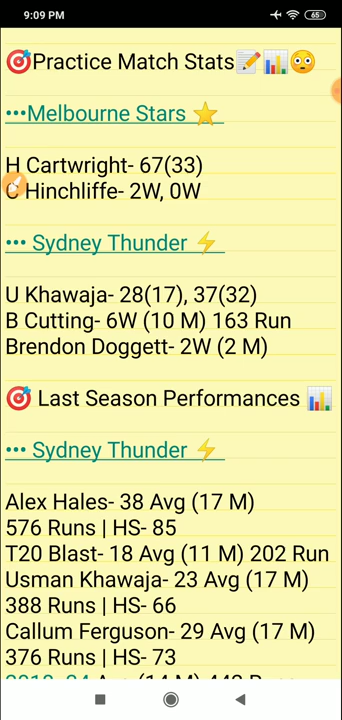 9:09 PM
65
🎯Practice Match Stats📝📊😳
•••Melbourne Stars ⭐
H Cartwright- 67(33)
C Hinchliffe- 2W, 0W
••• Sydney Thunder ⚡
U Khawaja- 28(17), 37(32)
B Cutting- 6W (10 M) 163 Run
Brendon Doggett- 2W (2 M)
🎯 Last Season Performances 📊
••• Sydney Thunder ⚡
Alex Hales- 38 Avg (17 M)
576 Runs | HS- 85
T20 Blast- 18 Avg (11 M) 202 Run
Usman Khawaja- 23 Avg (17 M)
388 Runs | HS- 66
Callum Ferguson- 29 Avg (17 M)
376 Runs | HS- 73